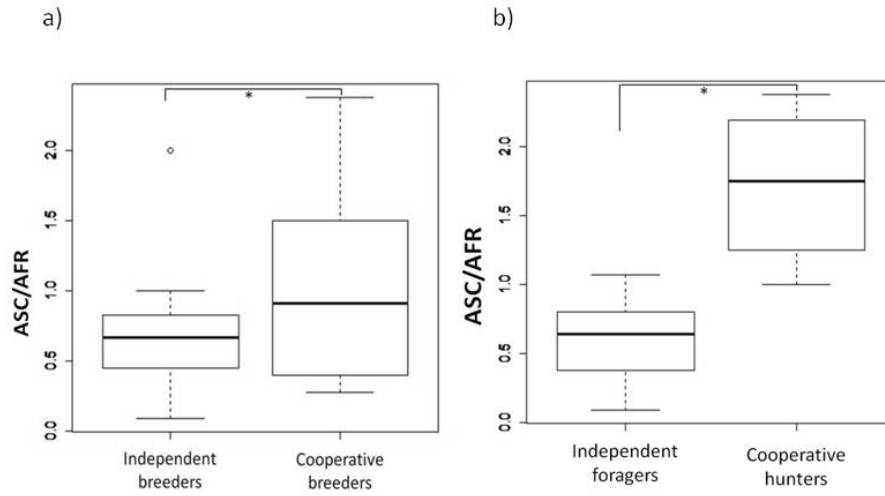 a)
ASC/AFR
0.0
0.5
1.0
1.5
2.0
*
Independent
breeders
Cooperative
breeders
b)
ASC/AFR
0.0
0.5
1.0
1.5
2.0
*
Independent
foragers
Cooperative
hunters